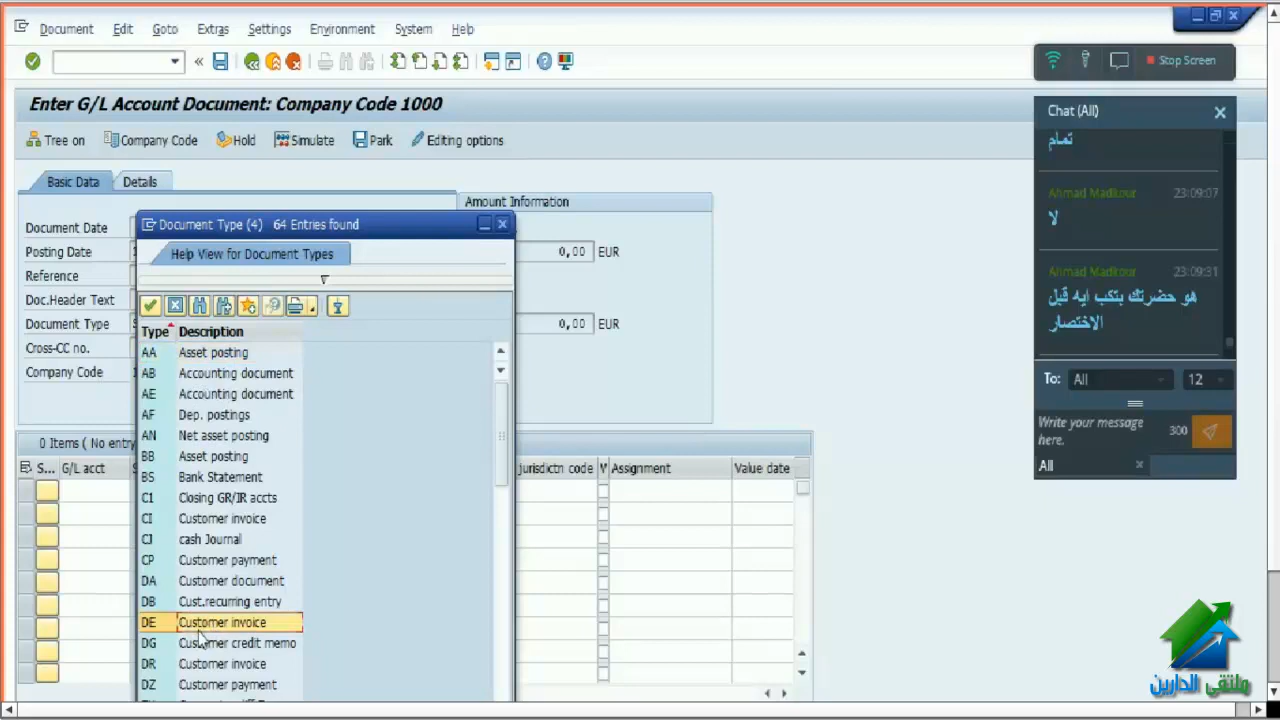 Document Edit Goto Extras Settings Environment System Help
Stop Screen
Enter G/L Account Document: Company Code 1000
Tree on Company Code Hold Simulate Park Editing options
Chat (All)
تمام
Ahmad Madkour 23:09:07
لا
Ahmad Madkour 23:09:31
هو حضرتك بتكب ايه قبل
الاختصار
To: All 12
Write your message
here. 300
All
Basic Data Details
Document Date
Posting Date
Reference
Doc.Header Text
Document Type
Cross-CC no.
Company Code
Amount Information
0,00 EUR
0,00 EUR
Document Type (4) 64 Entries found
Help View for Document Types
Type Description
AA Asset posting
AB Accounting document
AE Accounting document
AF Dep. postings
AN Net asset posting
BB Asset posting
BS Bank Statement
C1 Closing GR/IR accts
CI Customer invoice
CJ cash Journal
CP Customer payment
DA Customer document
DB Cust.recurring entry
DE Customer invoice
DG Customer credit memo
DR Customer invoice
DZ Customer payment
0 Items ( No entry
S... G/L acct
jurisdictn code V Assignment Value date
ملتقى الدارين